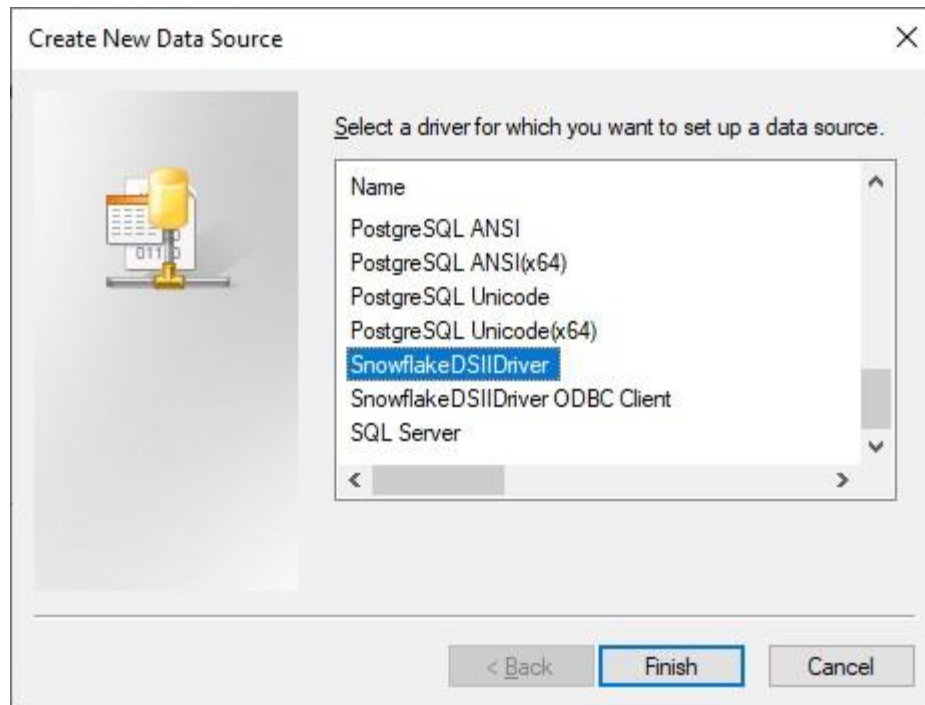 Create New Data Source
Select a driver for which you want to set up a data source.
Name
PostgreSQL ANSI
PostgreSQL ANSI(x64)
PostgreSQL Unicode
PostgreSQL Unicode(x64)
SnowflakeDSIIDriver
SnowflakeDSIIDriver ODBC Client
SQL Server
< Back Finish Cancel